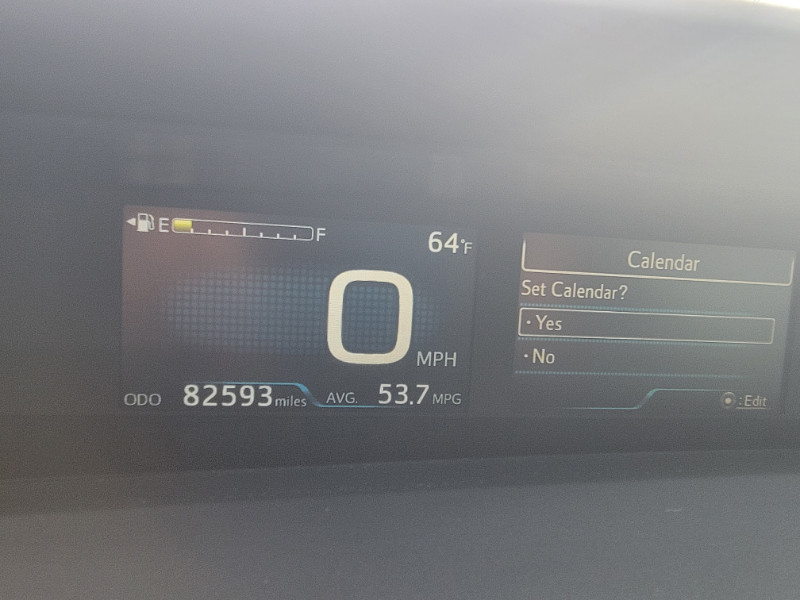 E F
64°F
0 MPH
ODO 82593 miles AVG. 53.7 MPG
Calendar
Set Calendar?
· Yes
· No
: Edit